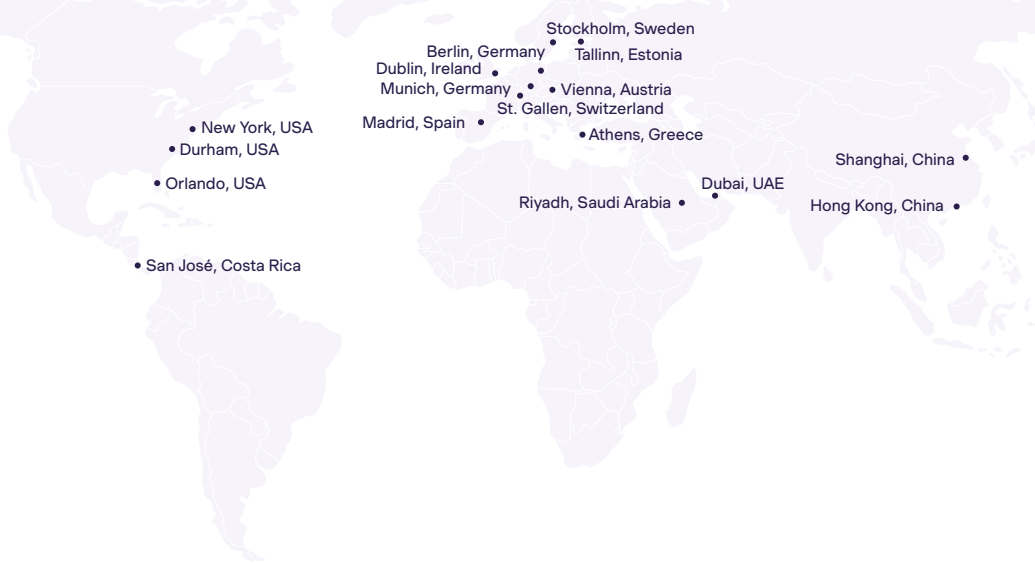 Stockholm, Sweden
Berlin, Germany
Tallinn, Estonia
Dublin, Ireland
Munich, Germany
Vienna, Austria
St. Gallen, Switzerland
Madrid, Spain
New York, USA
Athens, Greece
Durham, USA
Shanghai, China
Orlando, USA
Dubai, UAE
Riyadh, Saudi Arabia
Hong Kong, China
San José, Costa Rica